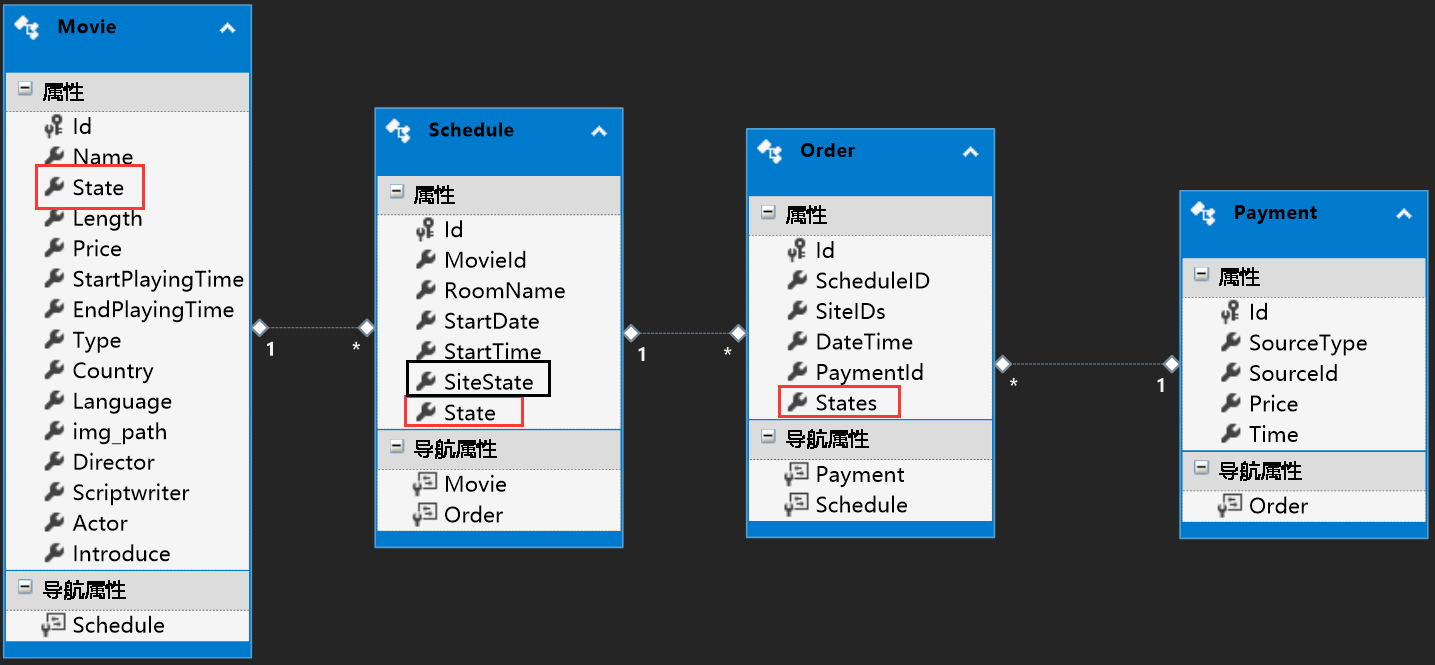 Movie
属性
Id
Name
State
Length
Price
StartPlayingTime
EndPlayingTime
Type
Country
Language
img_path
Director
Scriptwriter
Actor
Introduce
导航属性
Schedule
1
*
Schedule
属性
Id
MovieId
RoomName
StartDate
StartTime
SiteState
State
导航属性
Movie
Order
1
*
Order
属性
Id
ScheduleID
SiteIDs
DateTime
PaymentId
States
导航属性
Payment
Schedule
*
1
Payment
属性
Id
SourceType
SourceId
Price
Time
导航属性
Order